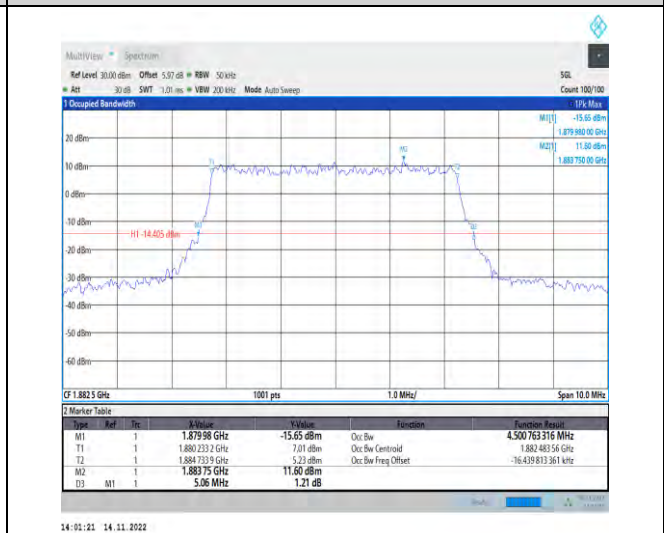 MultiView Spectrum
Ref Level 30.00 dBm Offset 5.97 dB RBW 50 kHz SGL
Att 30 dB SWT 1.01 ms VBW 200 kHz Mode Auto Sweep Count 100/100
1 Occupied Bandwidth 1Pk Max
M1[1] -15.65 dBm
1.879 980 00 GHz
M2[1] 11.60 dBm
1.883 750 00 GHz
20 dBm
10 dBm
0 dBm
-10 dBm
-20 dBm
-30 dBm
-40 dBm
-50 dBm
-60 dBm
H1 -14.405 dBm
M2
T1
CF 1.882 5 GHz 1001 pts 1.0 MHz/ Span 10.0 MHz
2 Marker Table
Type Ref Trc X-Value Y-Value Function Function Result
M1 1 1.879 98 GHz -15.65 dBm Occ Bw 4.500 763 316 MHz
T1 1 1.880 233 2 GHz 7.01 dBm Occ Bw Centroid 1.882 483 56 GHz
T2 1 1.884 733 9 GHz 5.23 dBm Occ Bw Freq Offset -16.439 813 361 kHz
M2 1 1.883 75 GHz 11.60 dBm
D3 M1 1 5.06 MHz 1.21 dB
14:01:21 14.11.2022